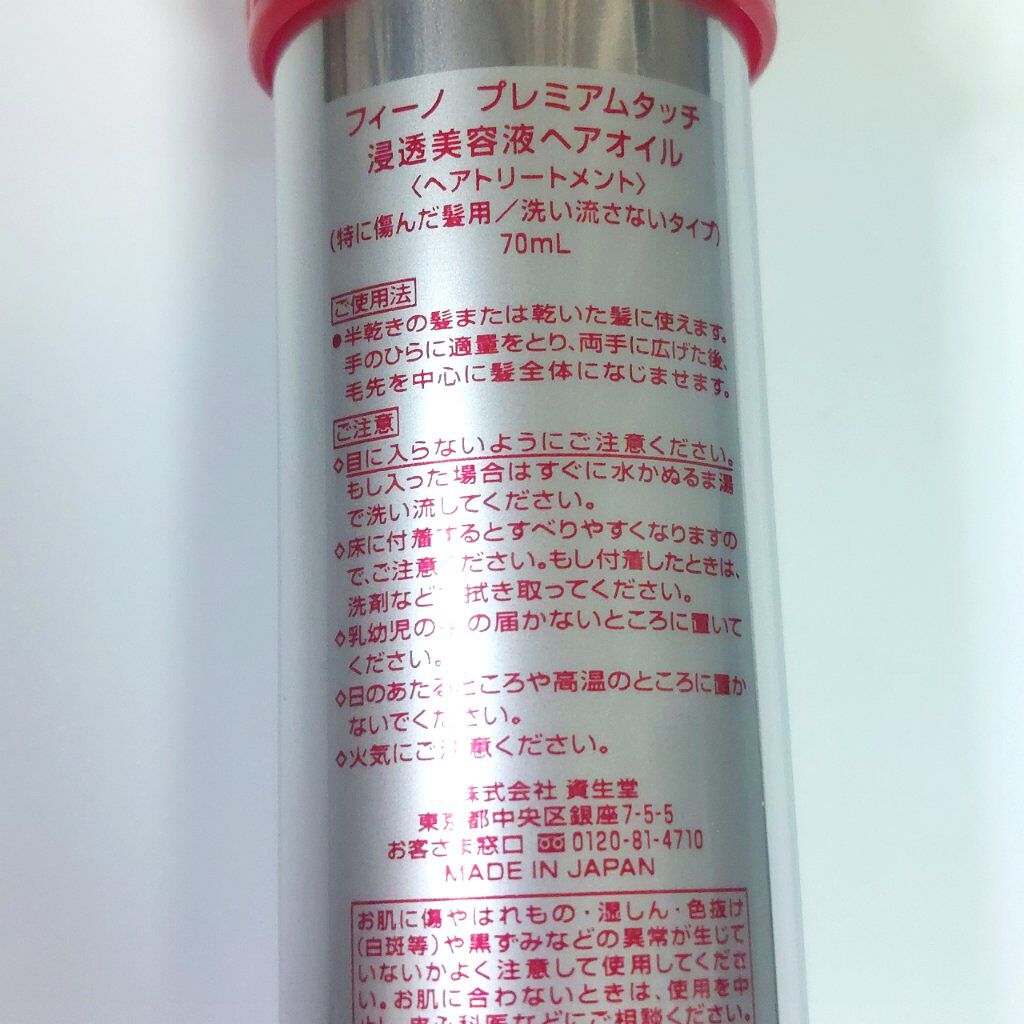 フィーノ プレミアムタッチ
浸透美容液ヘアオイル
〈ヘアトリートメント〉
(特に傷んだ髪用/洗い流さないタイプ)
70mL
ご使用法
●半乾きの髪または乾いた髪に使えます。
手のひらに適量をとり、両手に広げた後、
毛先を中心に髪全体になじませます。
ご注意
◇目に入らないようにご注意ください。
もし入った場合はすぐに水かぬるま湯
で洗い流してください。
◇床に付着するとすべりやすくなりますの
で、ご注意ください。もし付着したときは、
洗剤など 拭き取ってください。
◇乳幼児の の届かないところに置いて
ください。
◇日のあたるところや高温のところに置か
ないでください。
◇火気にご注意ください。
株式会社 資生堂
東京都中央区銀座7-5-5
お客さま窓口 0120-81-4710
MADE IN JAPAN
お肌に傷やはれもの・湿しん・色抜け
(白斑等)や黒ずみなどの異常が生じて
いないかよく注意して使用してくださ
い。お肌に合わないときは、使用を中
止し、皮ふ科医などにご相談ください。